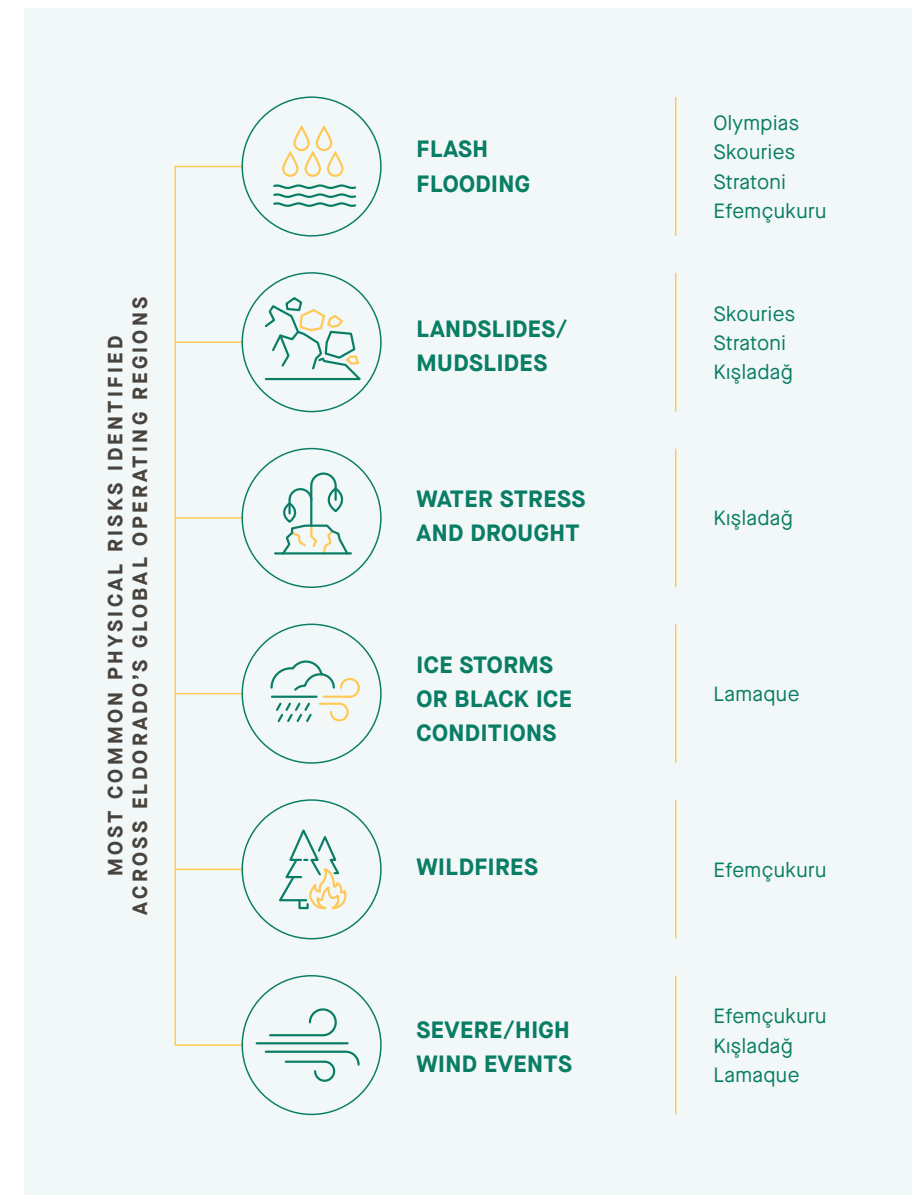 MOST COMMON PHYSICAL RISKS IDENTIFIED
ACROSS ELDORADO'S GLOBAL OPERATING REGIONS
FLASH
FLOODING
Olympias
Skouries
Stratoni
Efemçukuru
LANDSLIDES/
MUDSLIDES
Skouries
Stratoni
Kışladağ
WATER STRESS
AND DROUGHT
Kışladağ
ICE STORMS
OR BLACK ICE
CONDITIONS
Lamaque
WILDFIRES
Efemçukuru
SEVERE/HIGH
WIND EVENTS
Efemçukuru
Kışladağ
Lamaque